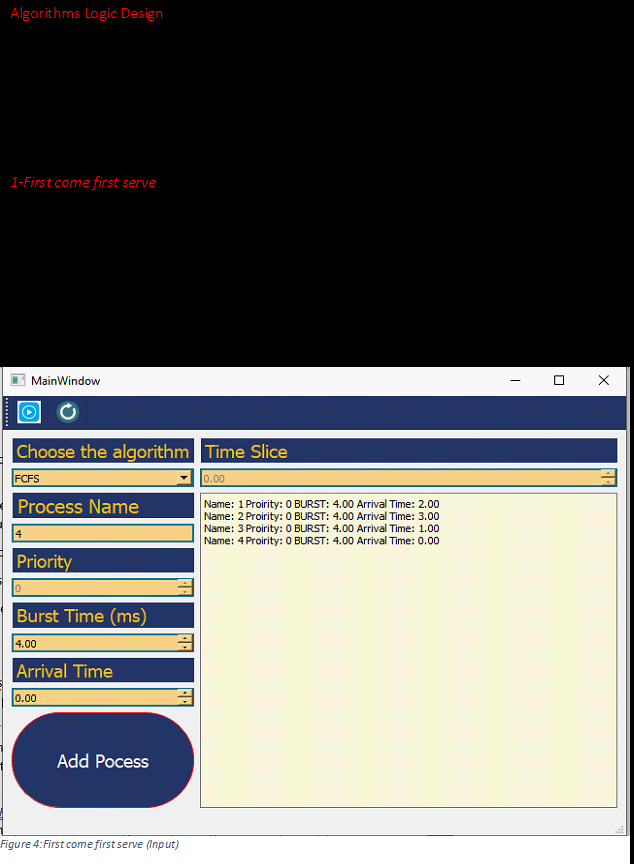 Algorithms Logic Design
1-First come first serve
MainWindow
Choose the algorithm
Time Slice
FCFS
0.00
Process Name
4
Priority
0
Burst Time (ms)
4.00
Arrival Time
0.00
Add Pocess
Name: 1 Proirity: 0 BURST: 4.00 Arrival Time: 2.00
Name: 2 Proirity: 0 BURST: 4.00 Arrival Time: 3.00
Name: 3 Proirity: 0 BURST: 4.00 Arrival Time: 1.00
Name: 4 Proirity: 0 BURST: 4.00 Arrival Time: 0.00
Figure 4:First come first serve (Input)